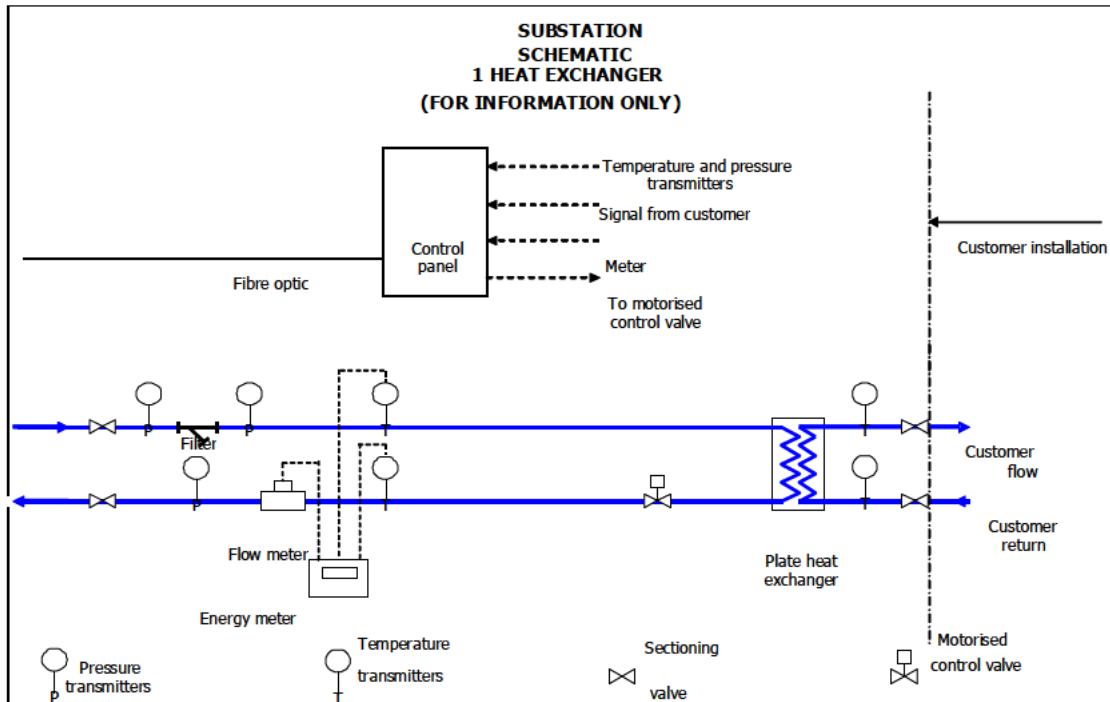 SUBSTATION
SCHEMATIC
1 HEAT EXCHANGER
(FOR INFORMATION ONLY)
Temperature and pressure
transmitters
Signal from customer
Control
panel
Customer installation
Meter
Fibre optic
To motorised
control valve
P
Filter
P
T
T
Customer
flow
P
T
T
Customer
return
Flow meter
Plate heat
exchanger
Energy meter
Pressure
transmitters
P
Temperature
transmitters
T
Sectioning
valve
Motorised
control valve